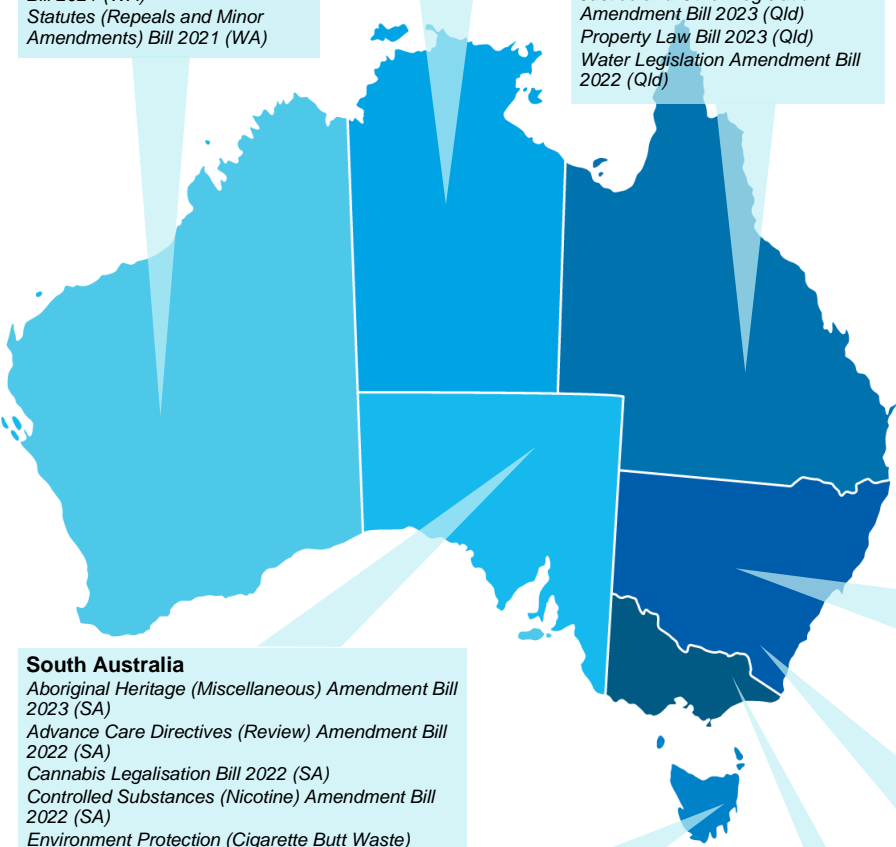 Statutes (Repeals and Minor
Amendments) Bill 2021 (WA)
Amendment Bill 2023 (Qld)
Property Law Bill 2023 (Qld)
Water Legislation Amendment Bill
2022 (Qld)
South Australia
Aboriginal Heritage (Miscellaneous) Amendment Bill
2023 (SA)
Advance Care Directives (Review) Amendment Bill
2022 (SA)
Cannabis Legalisation Bill 2022 (SA)
Controlled Substances (Nicotine) Amendment Bill
2022 (SA)
Environment Protection (Cigarette Butt Waste)